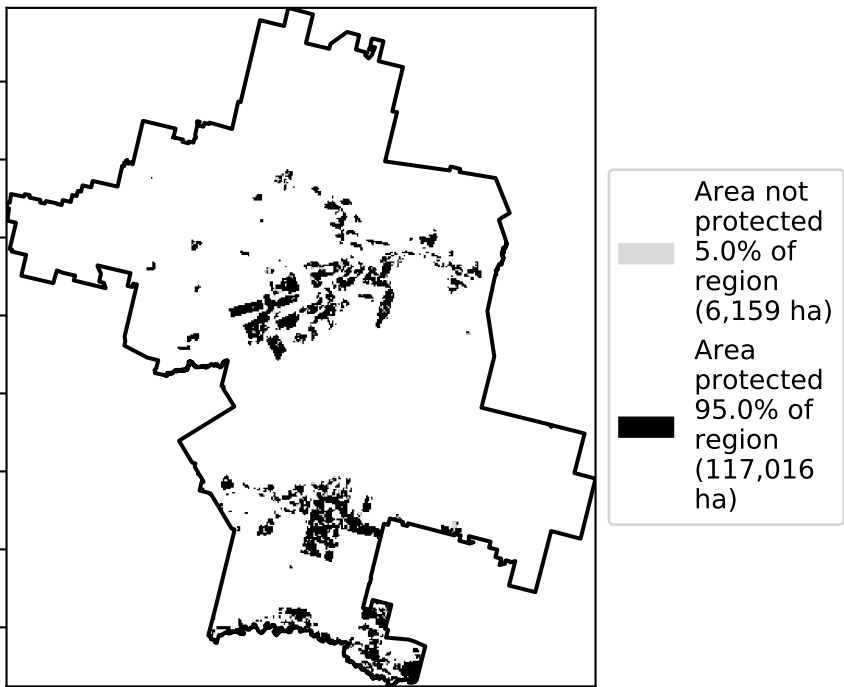 Area not
protected
5.0% of
region
(6,159 ha)
Area
protected
95.0% of
region
(117,016
ha)